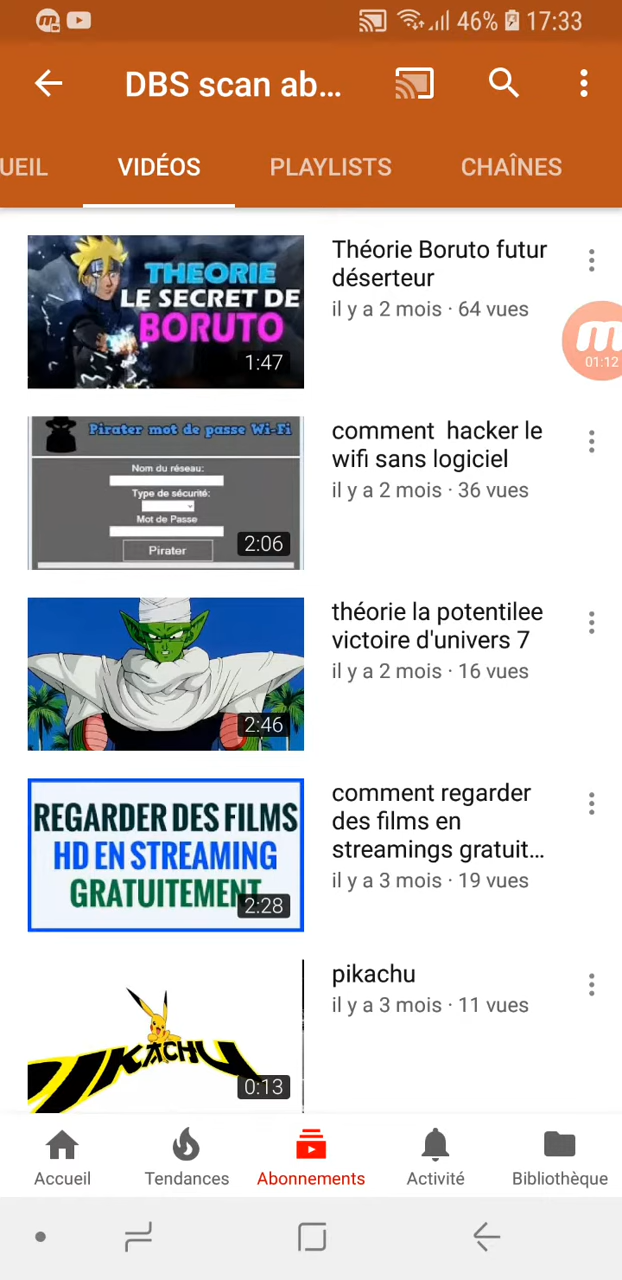 46% 17:33
DBS scan ab...
UEIL VIDÉOS PLAYLISTS CHAÎNES
THEORIE
LE SECRET DE
BORUTO
1:47
Théorie Boruto futur
déserteur
il y a 2 mois · 64 vues
01:12
Pirater mot de passe Wi-Fi
Nom du réseau:
Type de sécurité:
Mot de Passe
Pirater
2:06
comment hacker le
wifi sans logiciel
il y a 2 mois · 36 vues
2:46
théorie la potentilee
victoire d'univers 7
il y a 2 mois · 16 vues
REGARDER DES FILMS
HD EN STREAMING
GRATUITEMENT
2:28
comment regarder
des films en
streamings gratuit...
il y a 3 mois · 19 vues
PIKACHU
0:13
pikachu
il y a 3 mois · 11 vues
Accueil Tendances Abonnements Activité Bibliothèque